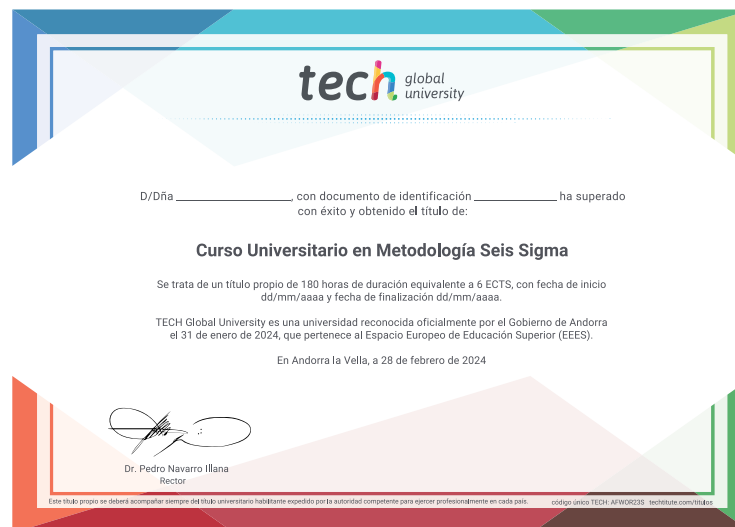 tech global university
D/Dña ____________________, con documento de identificación ______________ ha superado
con éxito y obtenido el título de:
Curso Universitario en Metodología Seis Sigma
Se trata de un título propio de 180 horas de duración equivalente a 6 ECTS, con fecha de inicio
dd/mm/aaaa y fecha de finalización dd/mm/aaaa.
TECH Global University es una universidad reconocida oficialmente por el Gobierno de Andorra
el 31 de enero de 2024, que pertenece al Espacio Europeo de Educación Superior (EEES).
En Andorra la Vella, a 28 de febrero de 2024
Dr. Pedro Navarro Illana
Rector
Este título propio se deberá acompañar siempre del título universitario habilitante expedido por la autoridad competente para ejercer profesionalmente en cada país. código único TECH: AFWOR23S techtitute.com/titulos